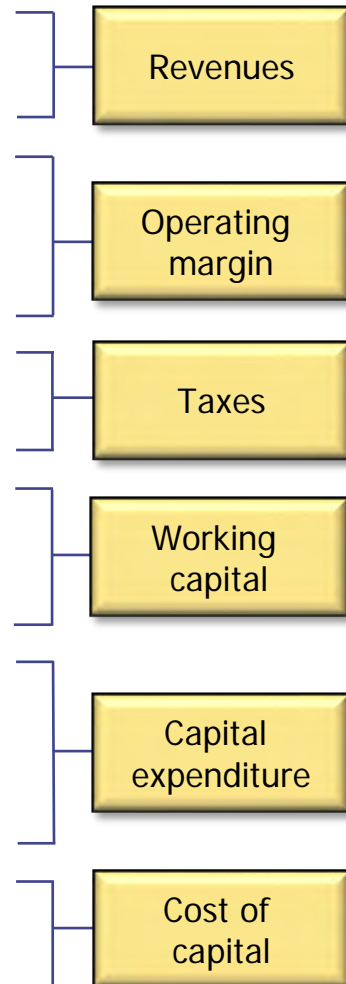 Revenues
Operating
margin
Taxes
Working
capital
Capital
expenditure
Cost of
capital